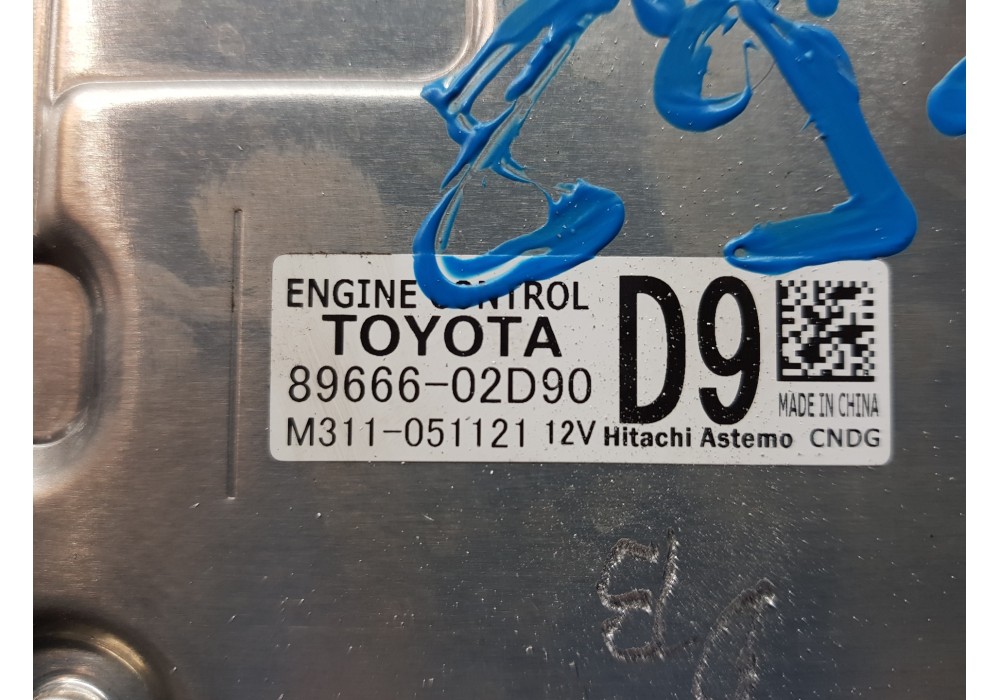 ENGINE CONTROL
TOYOTA
89666-02D90
M311-051121 12V
D9
Hitachi Astemo
MADE IN CHINA
CNDG